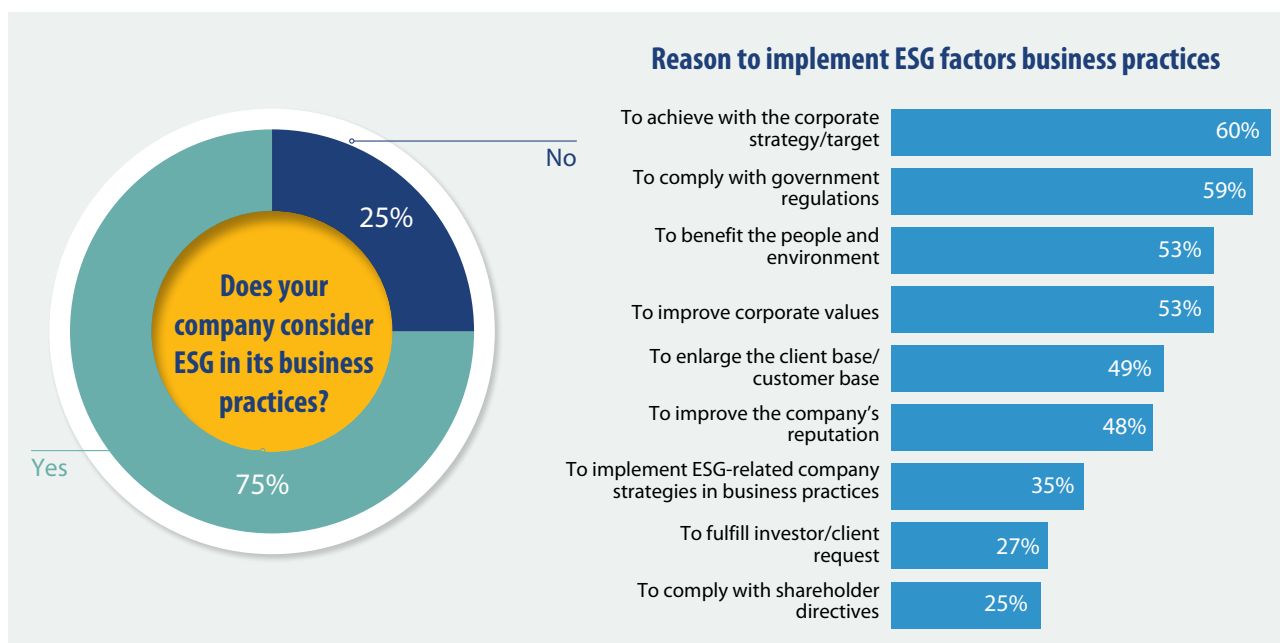 Does your
company consider
ESG in its business
practices?
No
25%
Yes
75%
Reason to implement ESG factors business practices
To achieve with the corporate
strategy/target
60%
To comply with government
regulations
59%
To benefit the people and
environment
53%
To improve corporate values
53%
To enlarge the client base/
customer base
49%
To improve the company’s
reputation
48%
To implement ESG-related company
strategies in business practices
35%
To fulfill investor/client
request
27%
To comply with shareholder
directives
25%